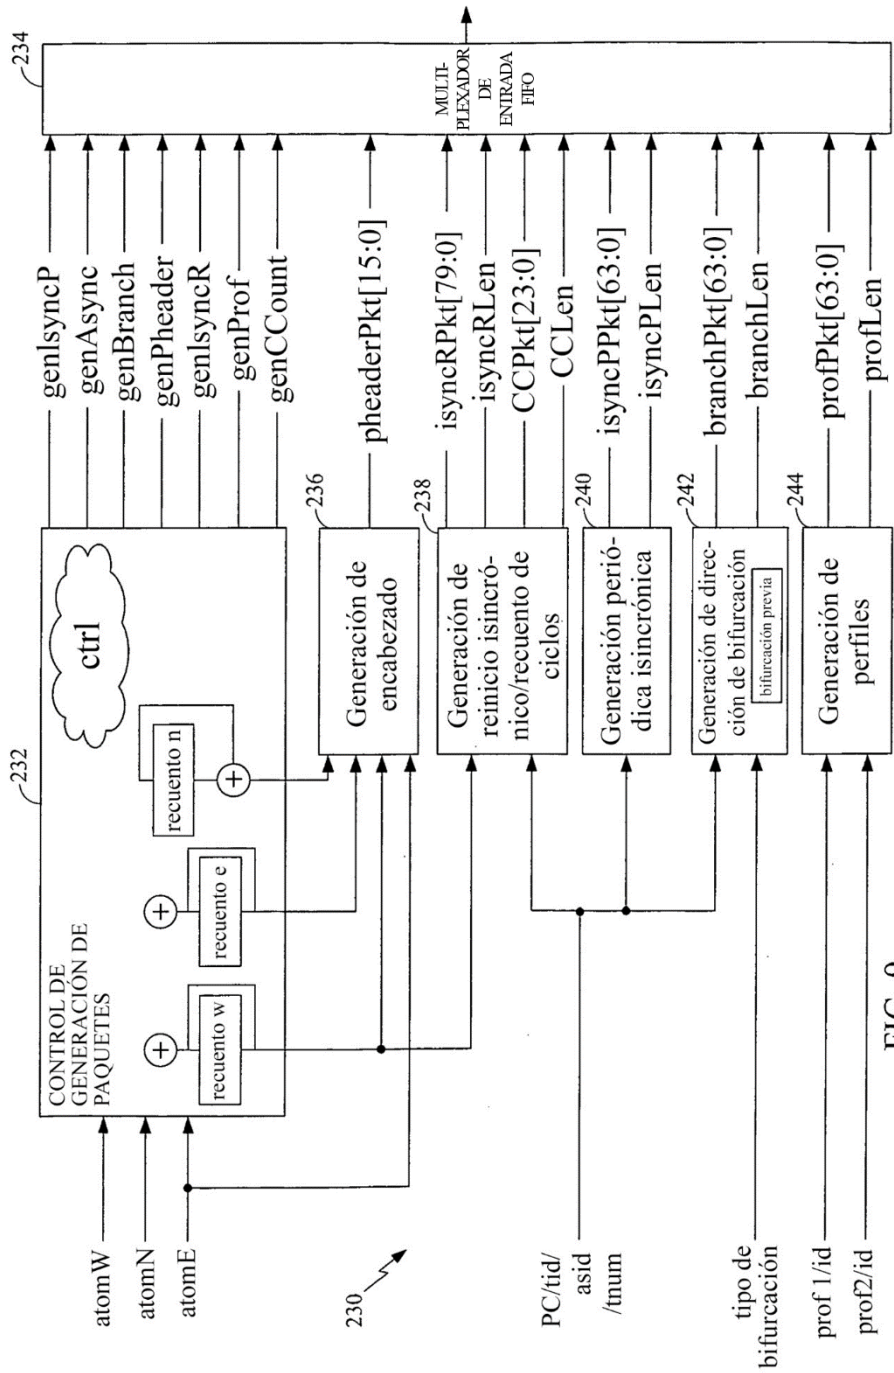 232
CONTROL DE
GENERACIÓN DE
PAQUETES
ctrl
recuento w
recuento e
recuento n
+
+
+
atomW
atomN
atomE
230
PC/tid/
asid
/tnum
tipo de
bifurcación
prof 1/id
prof2/id
236
Generación de
encabezado
238
Generación de
reinicio isincró-
nico/recuento de
ciclos
240
Generación perió-
dica isincrónica
242
Generación de direc-
ción de bifurcación
bifurcación previa
244
Generación de
perfiles
genIsyncP
genAsync
genBranch
genPheader
genIsyncR
genProf
genCCount
pheaderPkt[15:0]
isyncRPkt[79:0]
isyncRLen
CCPkt[23:0]
CCLen
isyncPPkt[63:0]
isyncPLen
branchPkt[63:0]
branchLen
profPkt[63:0]
profLen
234
MULTI-
PLEXADOR
DE
ENTRADA
FIFO
FIG. 9